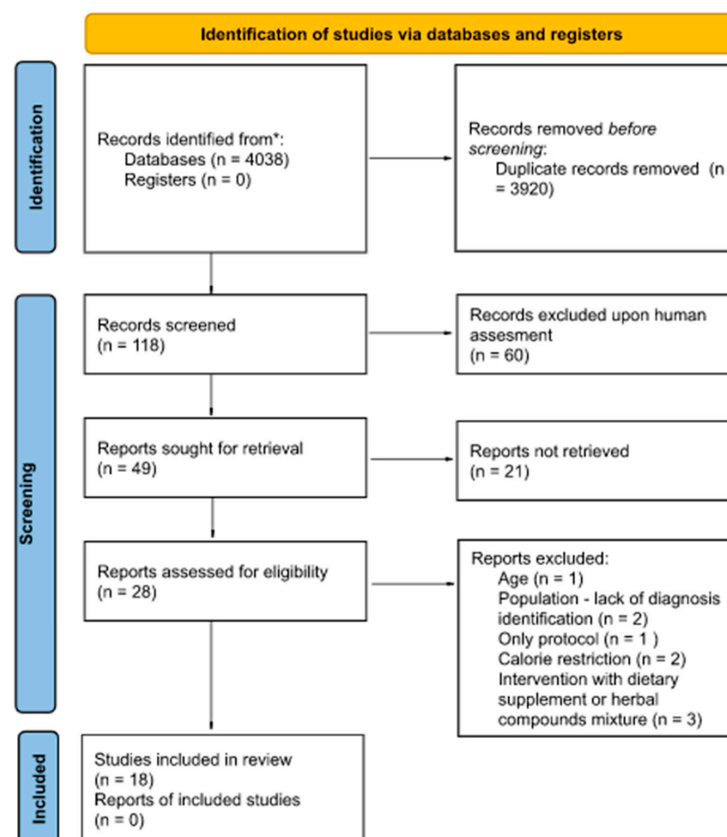 Identification of studies via databases and registers
Identification
Records identified from*:
Databases (n = 4038)
Registers (n = 0)
Records removed before
screening:
Duplicate records removed (n
= 3920)
Screening
Records screened
(n = 118)
Records excluded upon human
assesment
(n = 60)
Reports sought for retrieval
(n = 49)
Reports not retrieved
(n = 21)
Reports assessed for eligibility
(n = 28)
Reports excluded:
Age (n = 1)
Population - lack of diagnosis
identification (n = 2)
Only protocol (n = 1 )
Calorie restriction (n = 2)
Intervention with dietary
supplement or herbal
compounds mixture (n = 3)
Included
Studies included in review
(n = 18)
Reports of included studies
(n = 0)